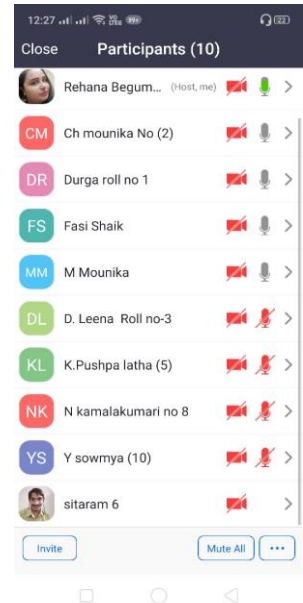 12:27
Close Participants (10)
Rehana Begum... (Host, me)
CM Ch mounika No (2)
DR Durga roll no 1
FS Fasi Shaik
MM M Mounika
DL D. Leena Roll no-3
KL K.Pushpa latha (5)
NK N kamalakumari no 8
YS Y sowmya (10)
sitaram 6
Invite Mute All ...